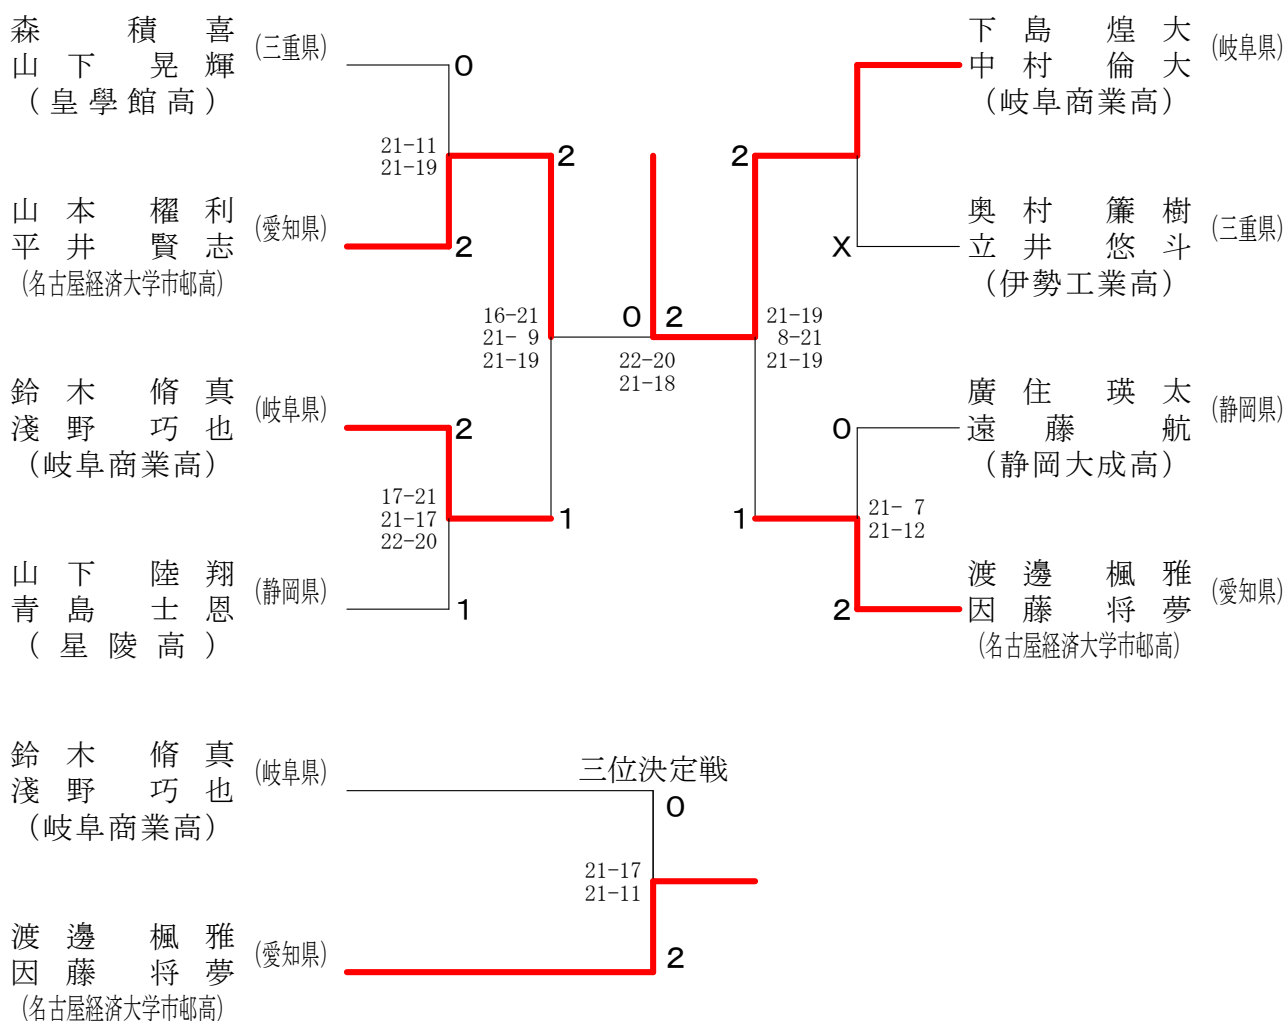 森積喜
山下晃輝
(三重県)
(皇學館高)
0
21-11
21-19
2
山本櫂利
平井賢志
(愛知県)
(名古屋経済大学市邨高)
2
16-21
21- 9
21-19
鈴木脩真
淺野巧也
(岐阜県)
(岐阜商業高)
2
17-21
21-17
22-20
1
山下陸翔
青島士恩
(静岡県)
(星陵高)
1
0 2
22-20
21-18
下島煌大
中村倫大
(岐阜県)
(岐阜商業高)
2
奥村簾樹
立井悠斗
(三重県)
(伊勢工業高)
X
21-19
8-21
21-19
廣住瑛太
遠藤航
(静岡県)
(静岡大成高)
0
21- 7
21-12
1
渡邊楓雅
因藤将夢
(愛知県)
(名古屋経済大学市邨高)
2
三位決定戦
鈴木脩真
淺野巧也
(岐阜県)
(岐阜商業高)
0
21-17
21-11
渡邊楓雅
因藤将夢
(愛知県)
(名古屋経済大学市邨高)
2